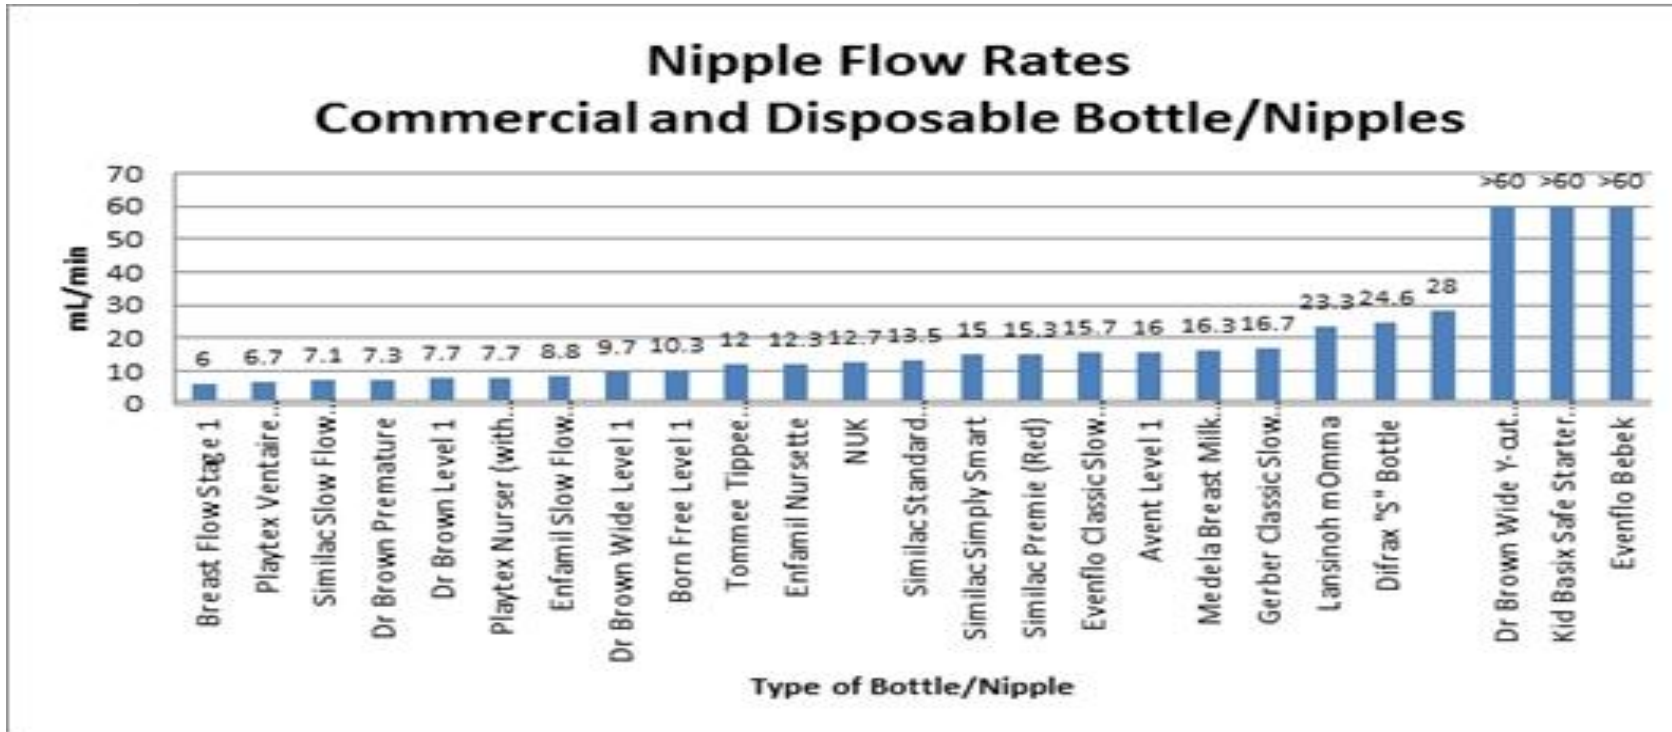 Nipple Flow Rates
Commercial and Disposable Bottle/Nipples
mL/min
70
60
50
40
30
20
10
0
6
6.7
7.1
7.3
7.7
7.7
8.8
9.7
10.3
12
12.3
12.7
13.5
15
15.3
15.7
16
16.3
16.7
23.3
24.6
28
>60
>60
>60
Breast Flow Stage 1
Playtex Ventaire...
Similac Slow Flow...
Dr Brown Premature
Dr Brown Level 1
Playtex Nurser (with...
Enfamil Slow Flow...
Dr Brown Wide Level 1
Born Free Level 1
Tommee Tippee...
Enfamil Nursette
NUK
Similac Standard...
Similac Simply Smart
Similac Premie (Red)
Evenflo Classic Slow...
Avent Level 1
Medela Breast Milk...
Gerber Classic Slow...
Lansinoh mOmma
Difrax "S" Botle
Dr Brown Wide Y-cut...
Kid Basix Safe Starter...
Evenflo Bebek
Type of Bottle/Nipple